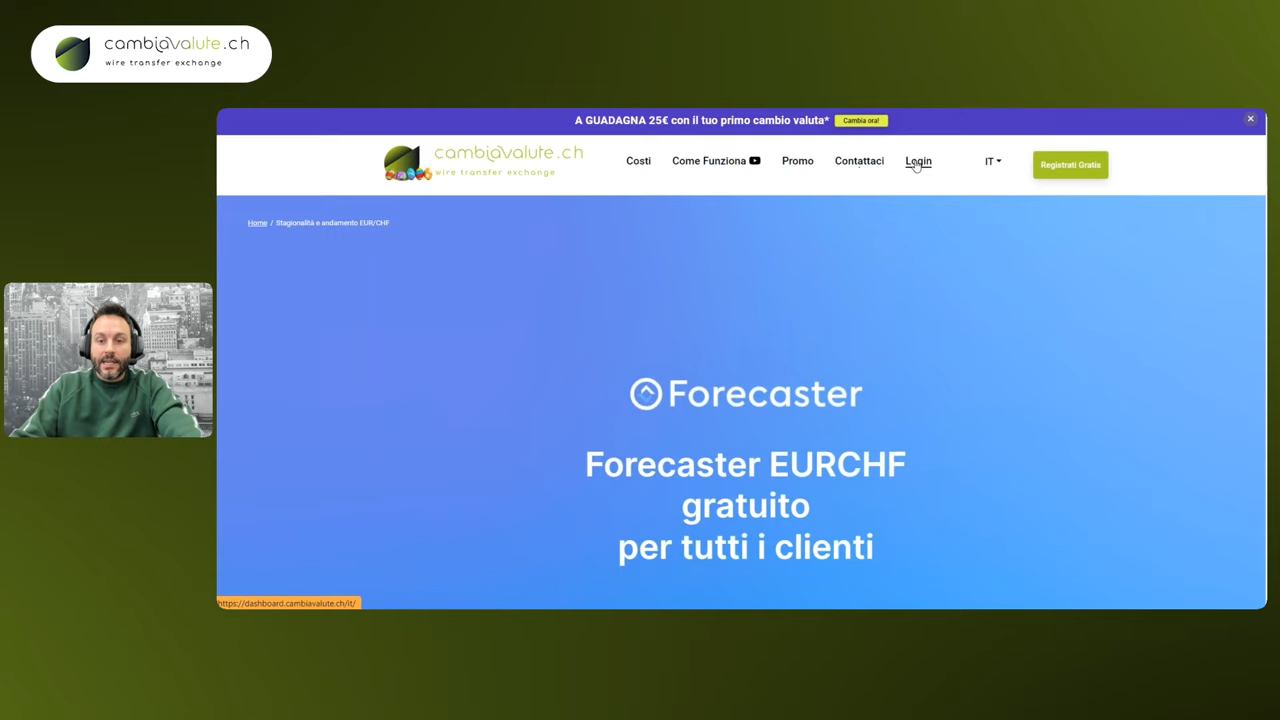 cambiavalute.ch
wire transfer exchange
A GUADAGNA 25€ con il tuo primo cambio valuta* Cambia ora!
cambiavalute.ch
wire transfer exchange
Costi Come Funziona Promo Contattaci Login IT Registrati Gratis
Home / Stagionalità e andamento EUR/CHF
Forecaster
Forecaster EURCHF
gratuito
per tutti i clienti
https://dashboard.cambiavalute.ch/it/